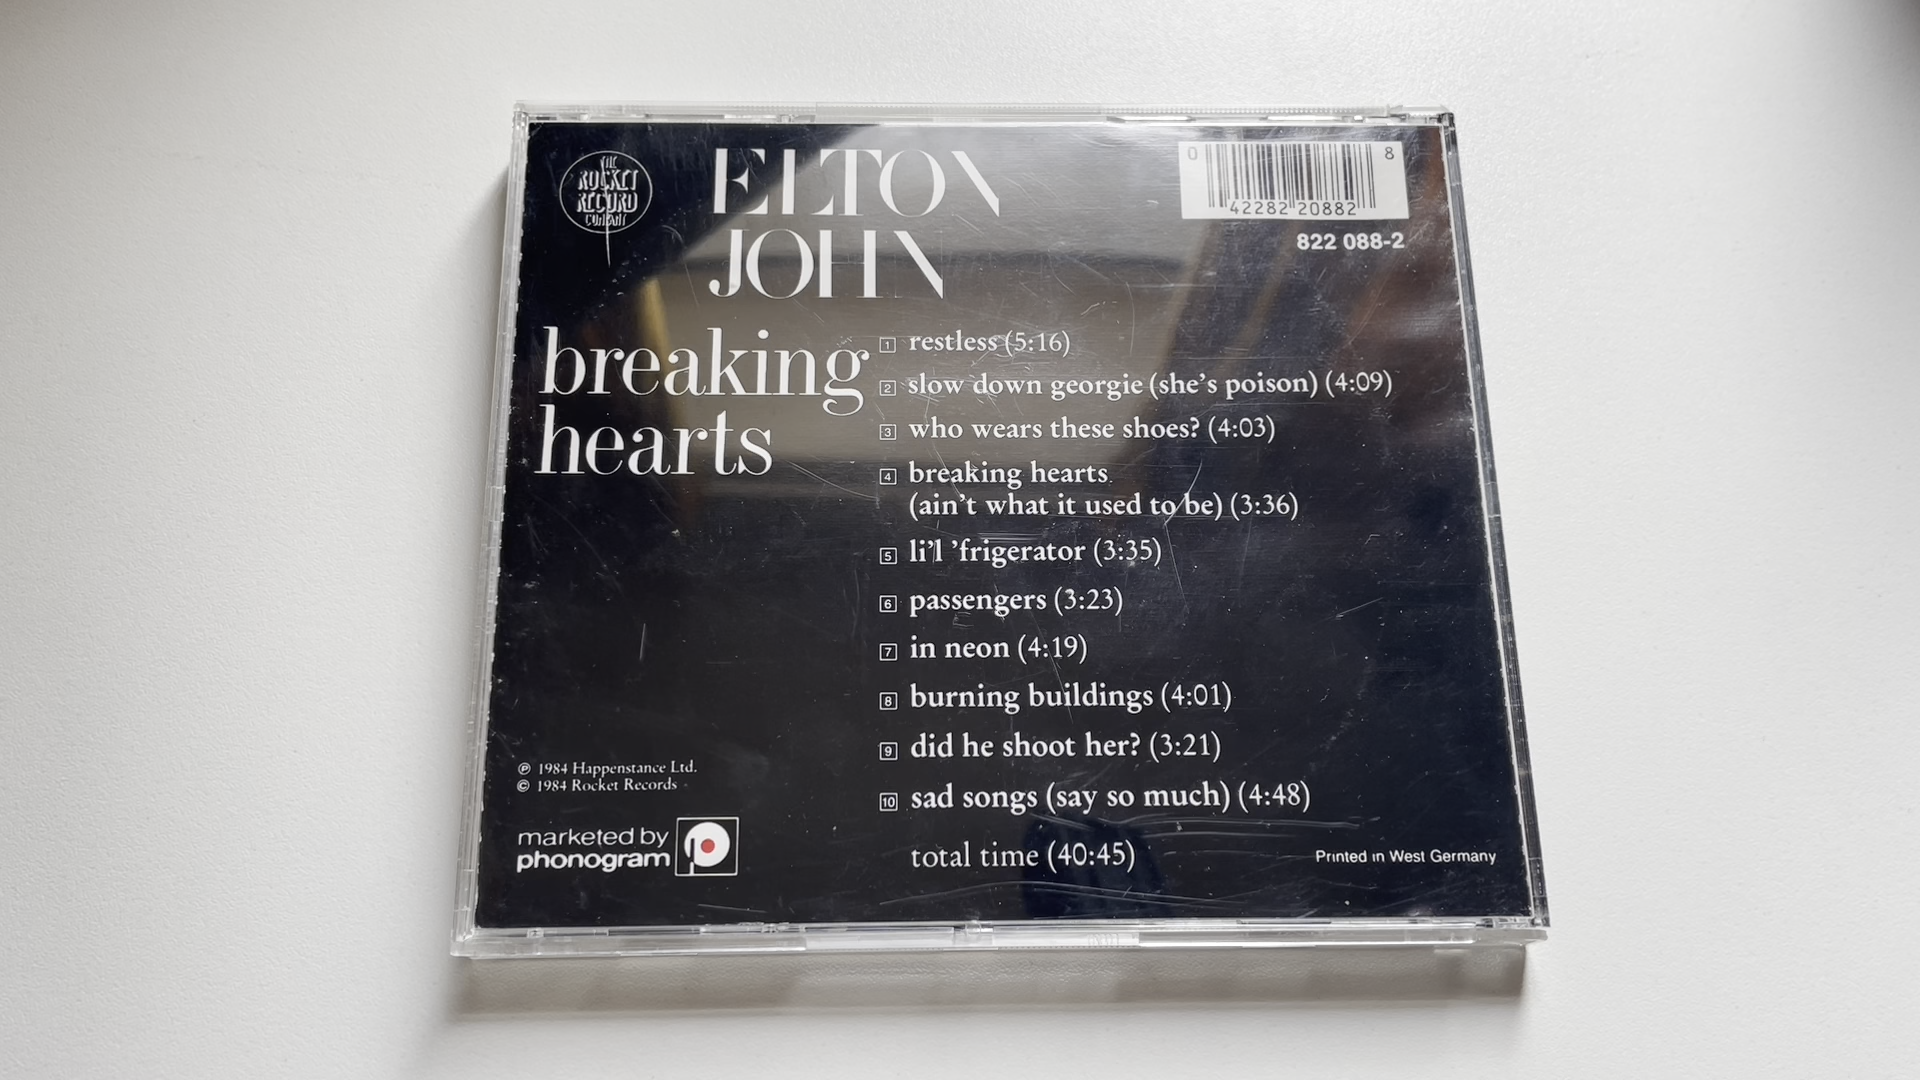 THE
ROCKET
RECORD
COMPANY
ELTON
JOHN
0 42282 20882 8
822 088-2
breaking
hearts
1 restless (5:16)
2 slow down georgie (she's poison) (4:09)
3 who wears these shoes? (4:03)
4 breaking hearts
(ain't what it used to be) (3:36)
5 li'l 'frigerator (3:35)
6 passengers (3:23)
7 in neon (4:19)
8 burning buildings (4:01)
9 did he shoot her? (3:21)
10 sad songs (say so much) (4:48)
total time (40:45)
℗ 1984 Happenstance Ltd.
© 1984 Rocket Records
marketed by
phonogram
Printed in West Germany